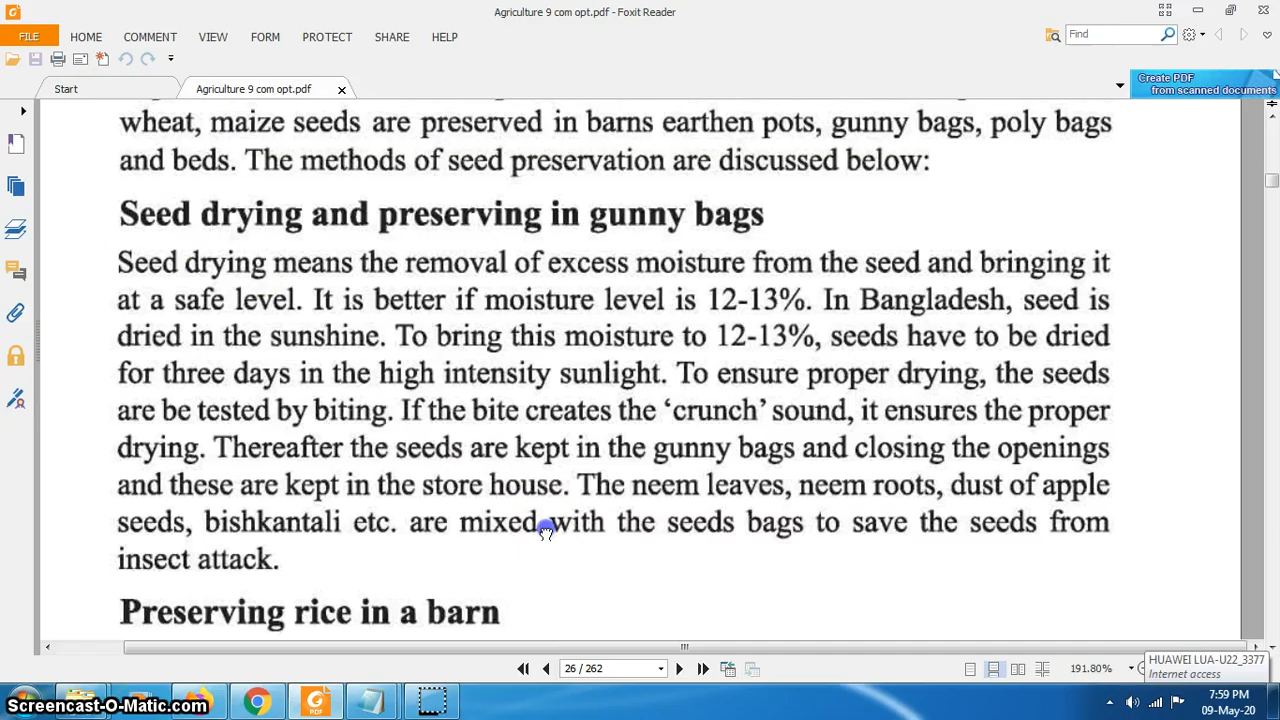 Agriculture 9 com opt.pdf - Foxit Reader
FILE HOME COMMENT VIEW FORM PROTECT SHARE HELP
Find
Start
Agriculture 9 com opt.pdf
Create PDF
from scanned documents
wheat, maize seeds are preserved in barns earthen pots, gunny bags, poly bags
and beds. The methods of seed preservation are discussed below:
Seed drying and preserving in gunny bags
Seed drying means the removal of excess moisture from the seed and bringing it
at a safe level. It is better if moisture level is 12-13%. In Bangladesh, seed is
dried in the sunshine. To bring this moisture to 12-13%, seeds have to be dried
for three days in the high intensity sunlight. To ensure proper drying, the seeds
are be tested by biting. If the bite creates the ‘crunch’ sound, it ensures the proper
drying. Thereafter the seeds are kept in the gunny bags and closing the openings
and these are kept in the store house. The neem leaves, neem roots, dust of apple
seeds, bishkantali etc. are mixed with the seeds bags to save the seeds from
insect attack.
Preserving rice in a barn
26 / 262
191.80%
HUAWEI LUA-U22_3377
Internet access
PDF
Screencast-O-Matic.com
7:59 PM
09-May-20